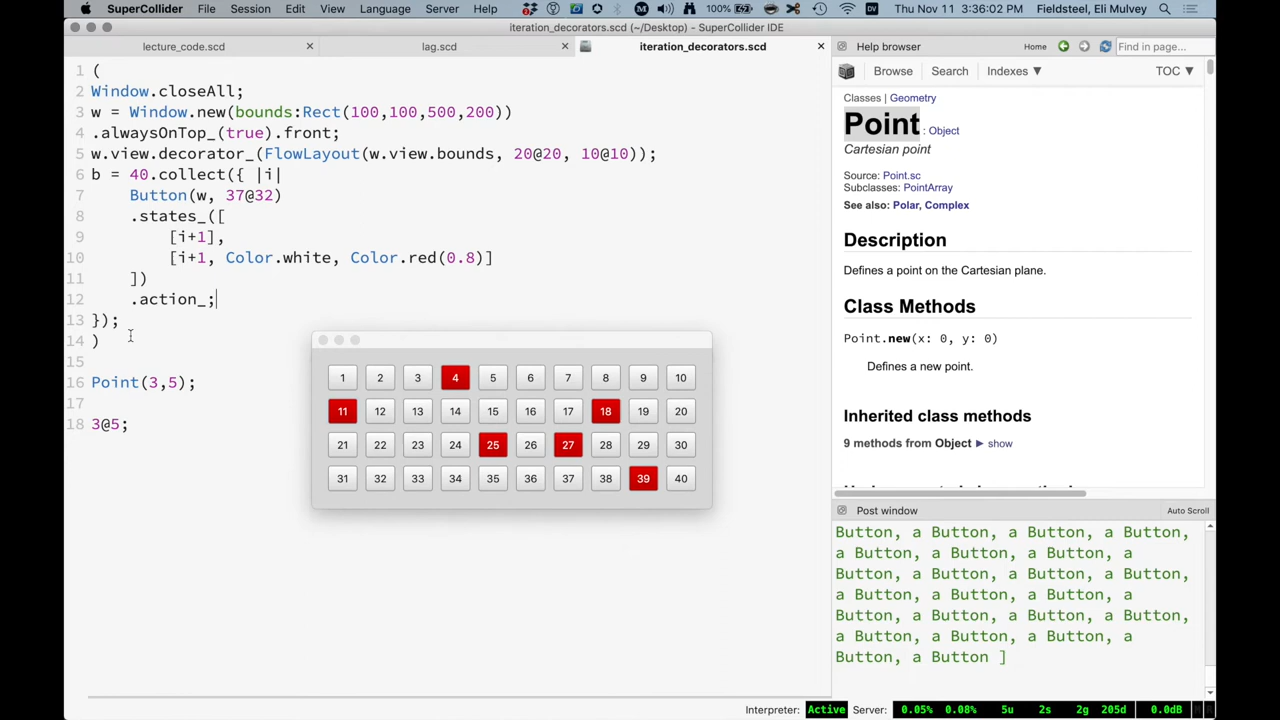 SuperCollider File Session Edit View Language Server Help 100% Thu Nov 11 3:36:02 PM Fieldsteel, Eli Mulvey
iteration_decorators.scd (~/Desktop) - SuperCollider IDE
lecture_code.scd lag.scd iteration_decorators.scd
Help browser Home Find in page...
Browse Search Indexes ▼ TOC ▼
1 (
2 Window.closeAll;
3 w = Window.new(bounds:Rect(100,100,500,200))
4 .alwaysOnTop_(true).front;
5 w.view.decorator_(FlowLayout(w.view.bounds, 20@20, 10@10));
6 b = 40.collect({ |i|
7 Button(w, 37@32)
8 .states_([
9 [i+1],
10 [i+1, Color.white, Color.red(0.8)]
11 ])
12 .action_;
13 });
14 )
15
16 Point(3,5);
17
18 3@5;
1 2 3 4 5 6 7 8 9 10
11 12 13 14 15 16 17 18 19 20
21 22 23 24 25 26 27 28 29 30
31 32 33 34 35 36 37 38 39 40
Classes | Geometry
Point : Object
Cartesian point
Source: Point.sc
Subclasses: PointArray
See also: Polar, Complex
Description
Defines a point on the Cartesian plane.
Class Methods
Point.new(x: 0, y: 0)
Defines a new point.
Inherited class methods
9 methods from Object ▶ show
Post window Auto Scroll
Button, a Button, a Button, a Button,
a Button, a Button, a Button, a
Button, a Button, a Button, a Button,
a Button, a Button, a Button, a
Button, a Button, a Button, a Button,
a Button, a Button, a Button, a
Button, a Button ]
Interpreter: Active Server: 0.05% 0.08% 5u 2s 2g 205d 0.0dB M R